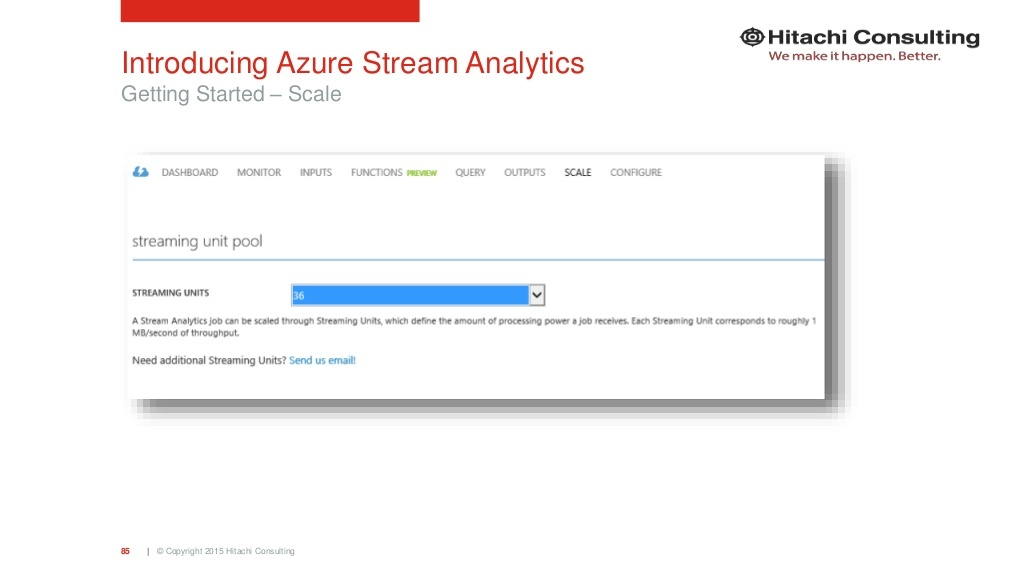 Hitachi Consulting
We make it happen. Better.
Introducing Azure Stream Analytics
Getting Started – Scale
DASHBOARD MONITOR INPUTS FUNCTIONS PREVIEW QUERY OUTPUTS SCALE CONFIGURE
streaming unit pool
STREAMING UNITS 36
A Stream Analytics job can be scaled through Streaming Units, which define the amount of processing power a job receives. Each Streaming Unit corresponds to roughly 1
MB/second of throughput.
Need additional Streaming Units? Send us email!
85 | © Copyright 2015 Hitachi Consulting